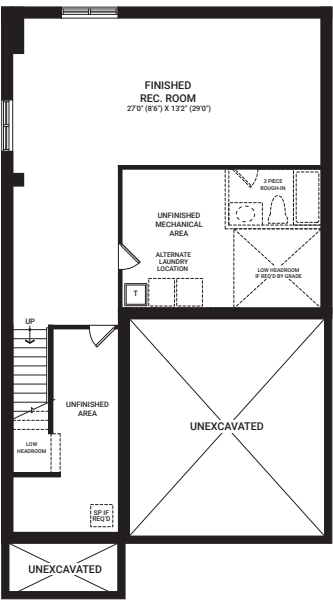 FINISHED
REC. ROOM
27'0" (8'6") X 13'2" (29'0")
3 PIECE
ROUGH-IN
UNFINISHED
MECHANICAL
AREA
ALTERNATE
LAUNDRY
LOCATION
LOW HEADROOM
IF REQ'D BY GRADE
T
UP
UNFINISHED
AREA
LOW
HEADROOM
UNEXCAVATED
SP IF
REQ'D
UNEXCAVATED